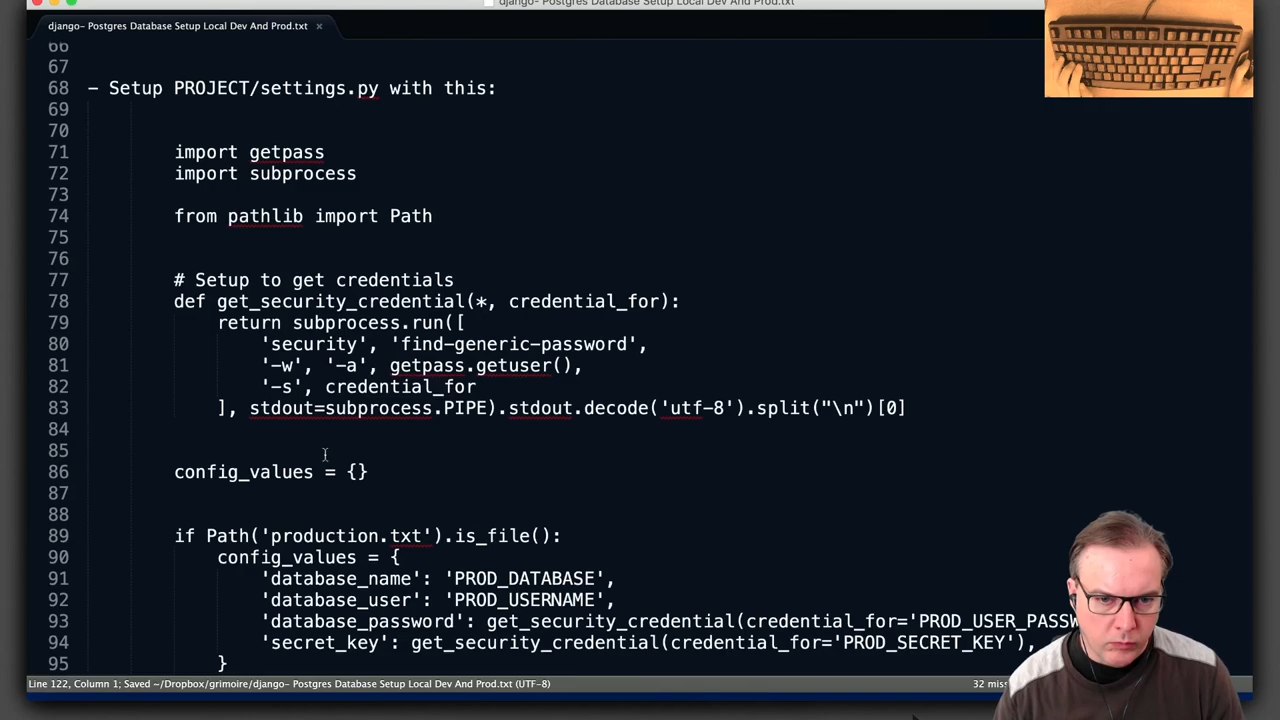 django- Postgres Database Setup Local Dev And Prod.txt
django- Postgres Database Setup Local Dev And Prod.txt ×
66
67
68 - Setup PROJECT/settings.py with this:
69
70
71 import getpass
72 import subprocess
73
74 from pathlib import Path
75
76
77 # Setup to get credentials
78 def get_security_credential(*, credential_for):
79 return subprocess.run([
80 'security', 'find-generic-password',
81 '-w', '-a', getpass.getuser(),
82 '-s', credential_for
83 ], stdout=subprocess.PIPE).stdout.decode('utf-8').split("\n")[0]
84
85
86 config_values = {}
87
88
89 if Path('production.txt').is_file():
90 config_values = {
91 'database_name': 'PROD_DATABASE',
92 'database_user': 'PROD_USERNAME',
93 'database_password': get_security_credential(credential_for='PROD_USER_PASSW
94 'secret_key': get_security_credential(credential_for='PROD_SECRET_KEY'),
95 }
Line 122, Column 1; Saved ~/Dropbox/grimoire/django- Postgres Database Setup Local Dev And Prod.txt (UTF-8)
32 miss